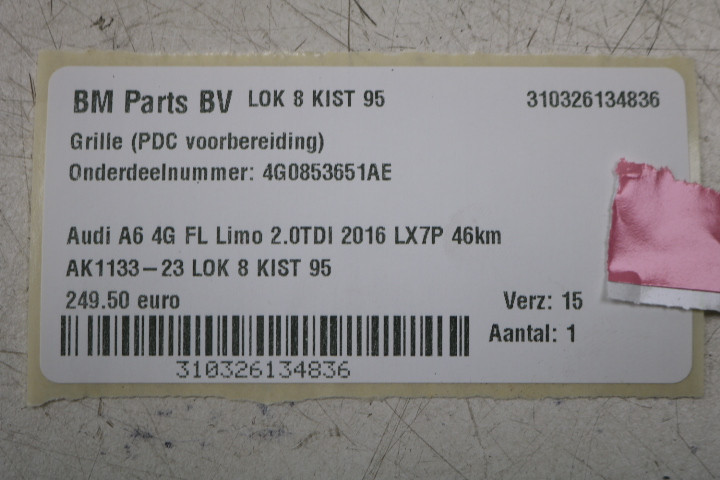 BM Parts BV LOK 8 KIST 95 310326134836
Grille (PDC voorbereiding)
Onderdeelnummer: 4G0853651AE
Audi A6 4G FL Limo 2.0TDI 2016 LX7P 46km
AK1133-23 LOK 8 KIST 95
249.50 euro Verz: 15
Aantal: 1
310326134836